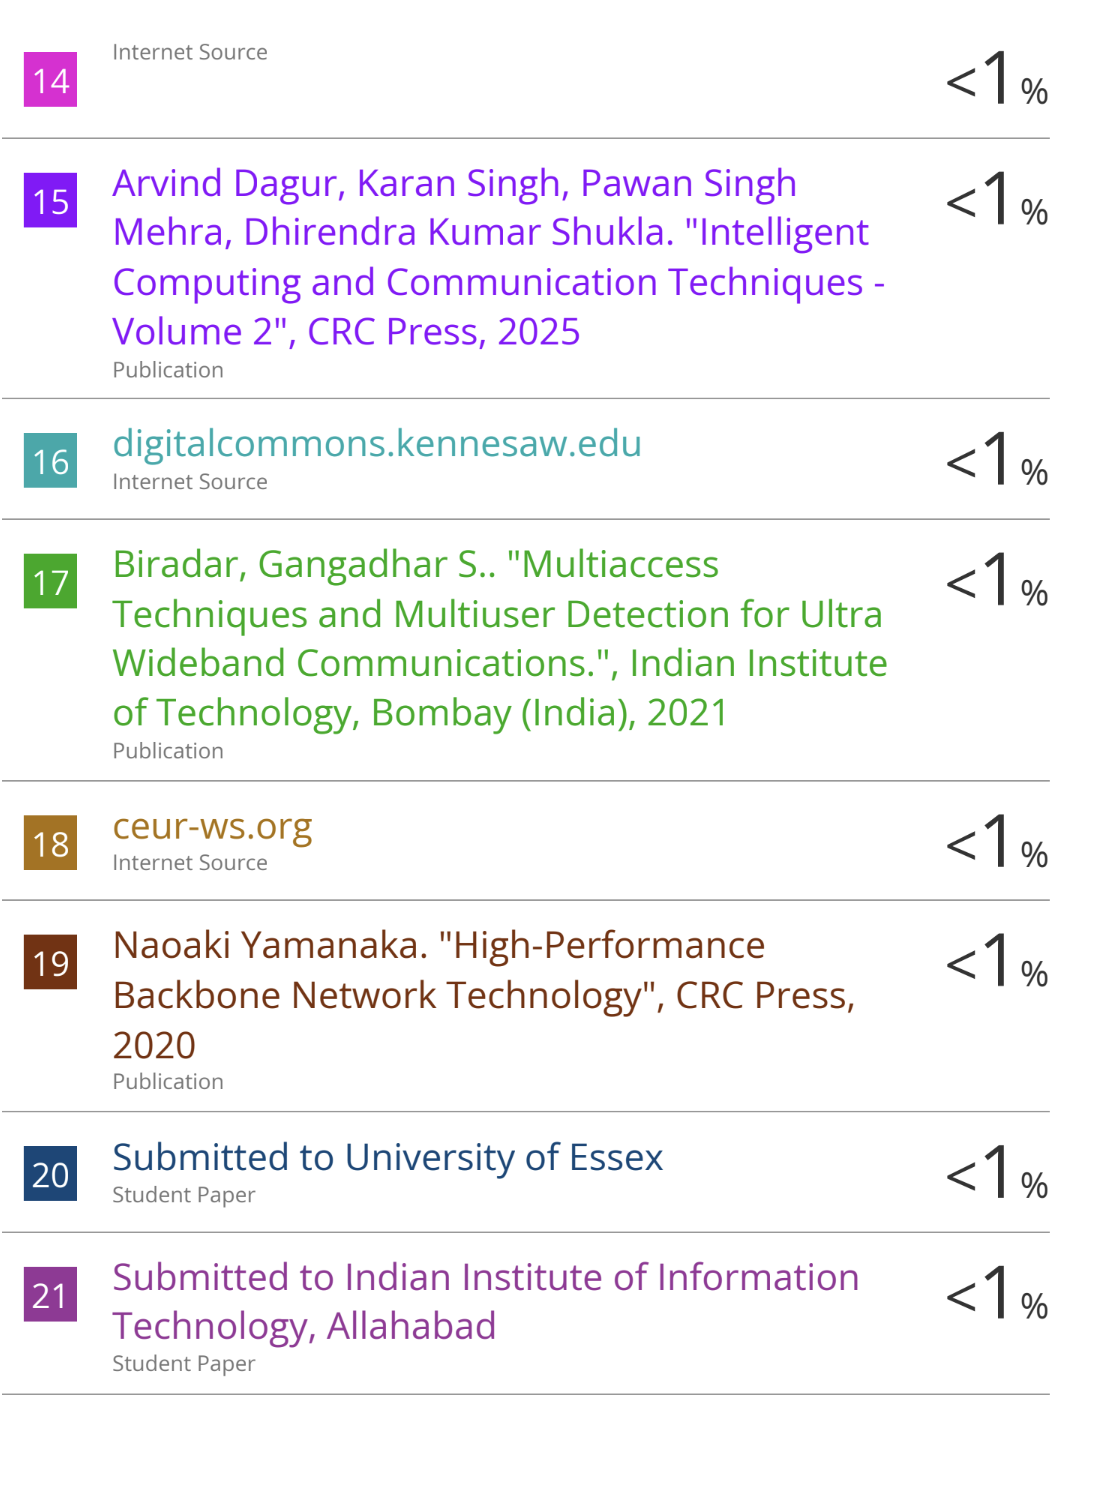 14
Internet Source
<1%
15
Arvind Dagur, Karan Singh, Pawan Singh
Mehra, Dhirendra Kumar Shukla. "Intelligent
Computing and Communication Techniques -
Volume 2", CRC Press, 2025
Publication
<1%
16
digitalcommons.kennesaw.edu
Internet Source
<1%
17
Biradar, Gangadhar S.. "Multiaccess
Techniques and Multiuser Detection for Ultra
Wideband Communications.", Indian Institute
of Technology, Bombay (India), 2021
Publication
<1%
18
ceur-ws.org
Internet Source
<1%
19
Naoaki Yamanaka. "High-Performance
Backbone Network Technology", CRC Press,
2020
Publication
<1%
20
Submitted to University of Essex
Student Paper
<1%
21
Submitted to Indian Institute of Information
Technology, Allahabad
Student Paper
<1%